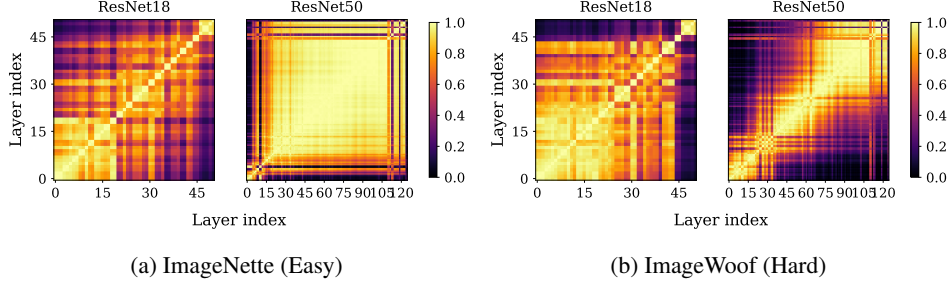 ResNet18 ResNet50 ResNet18 ResNet50
Layer index
45
30
15
0
0 15 30 45
0 15 30 45 60 75 90 105 120
1.0
0.8
0.6
0.4
0.2
0.0
Layer index
Layer index
45
30
15
0
0 15 30 45
0 15 30 45 60 75 90 105 120
1.0
0.8
0.6
0.4
0.2
0.0
Layer index
(a) ImageNette (Easy)
(b) ImageWoof (Hard)